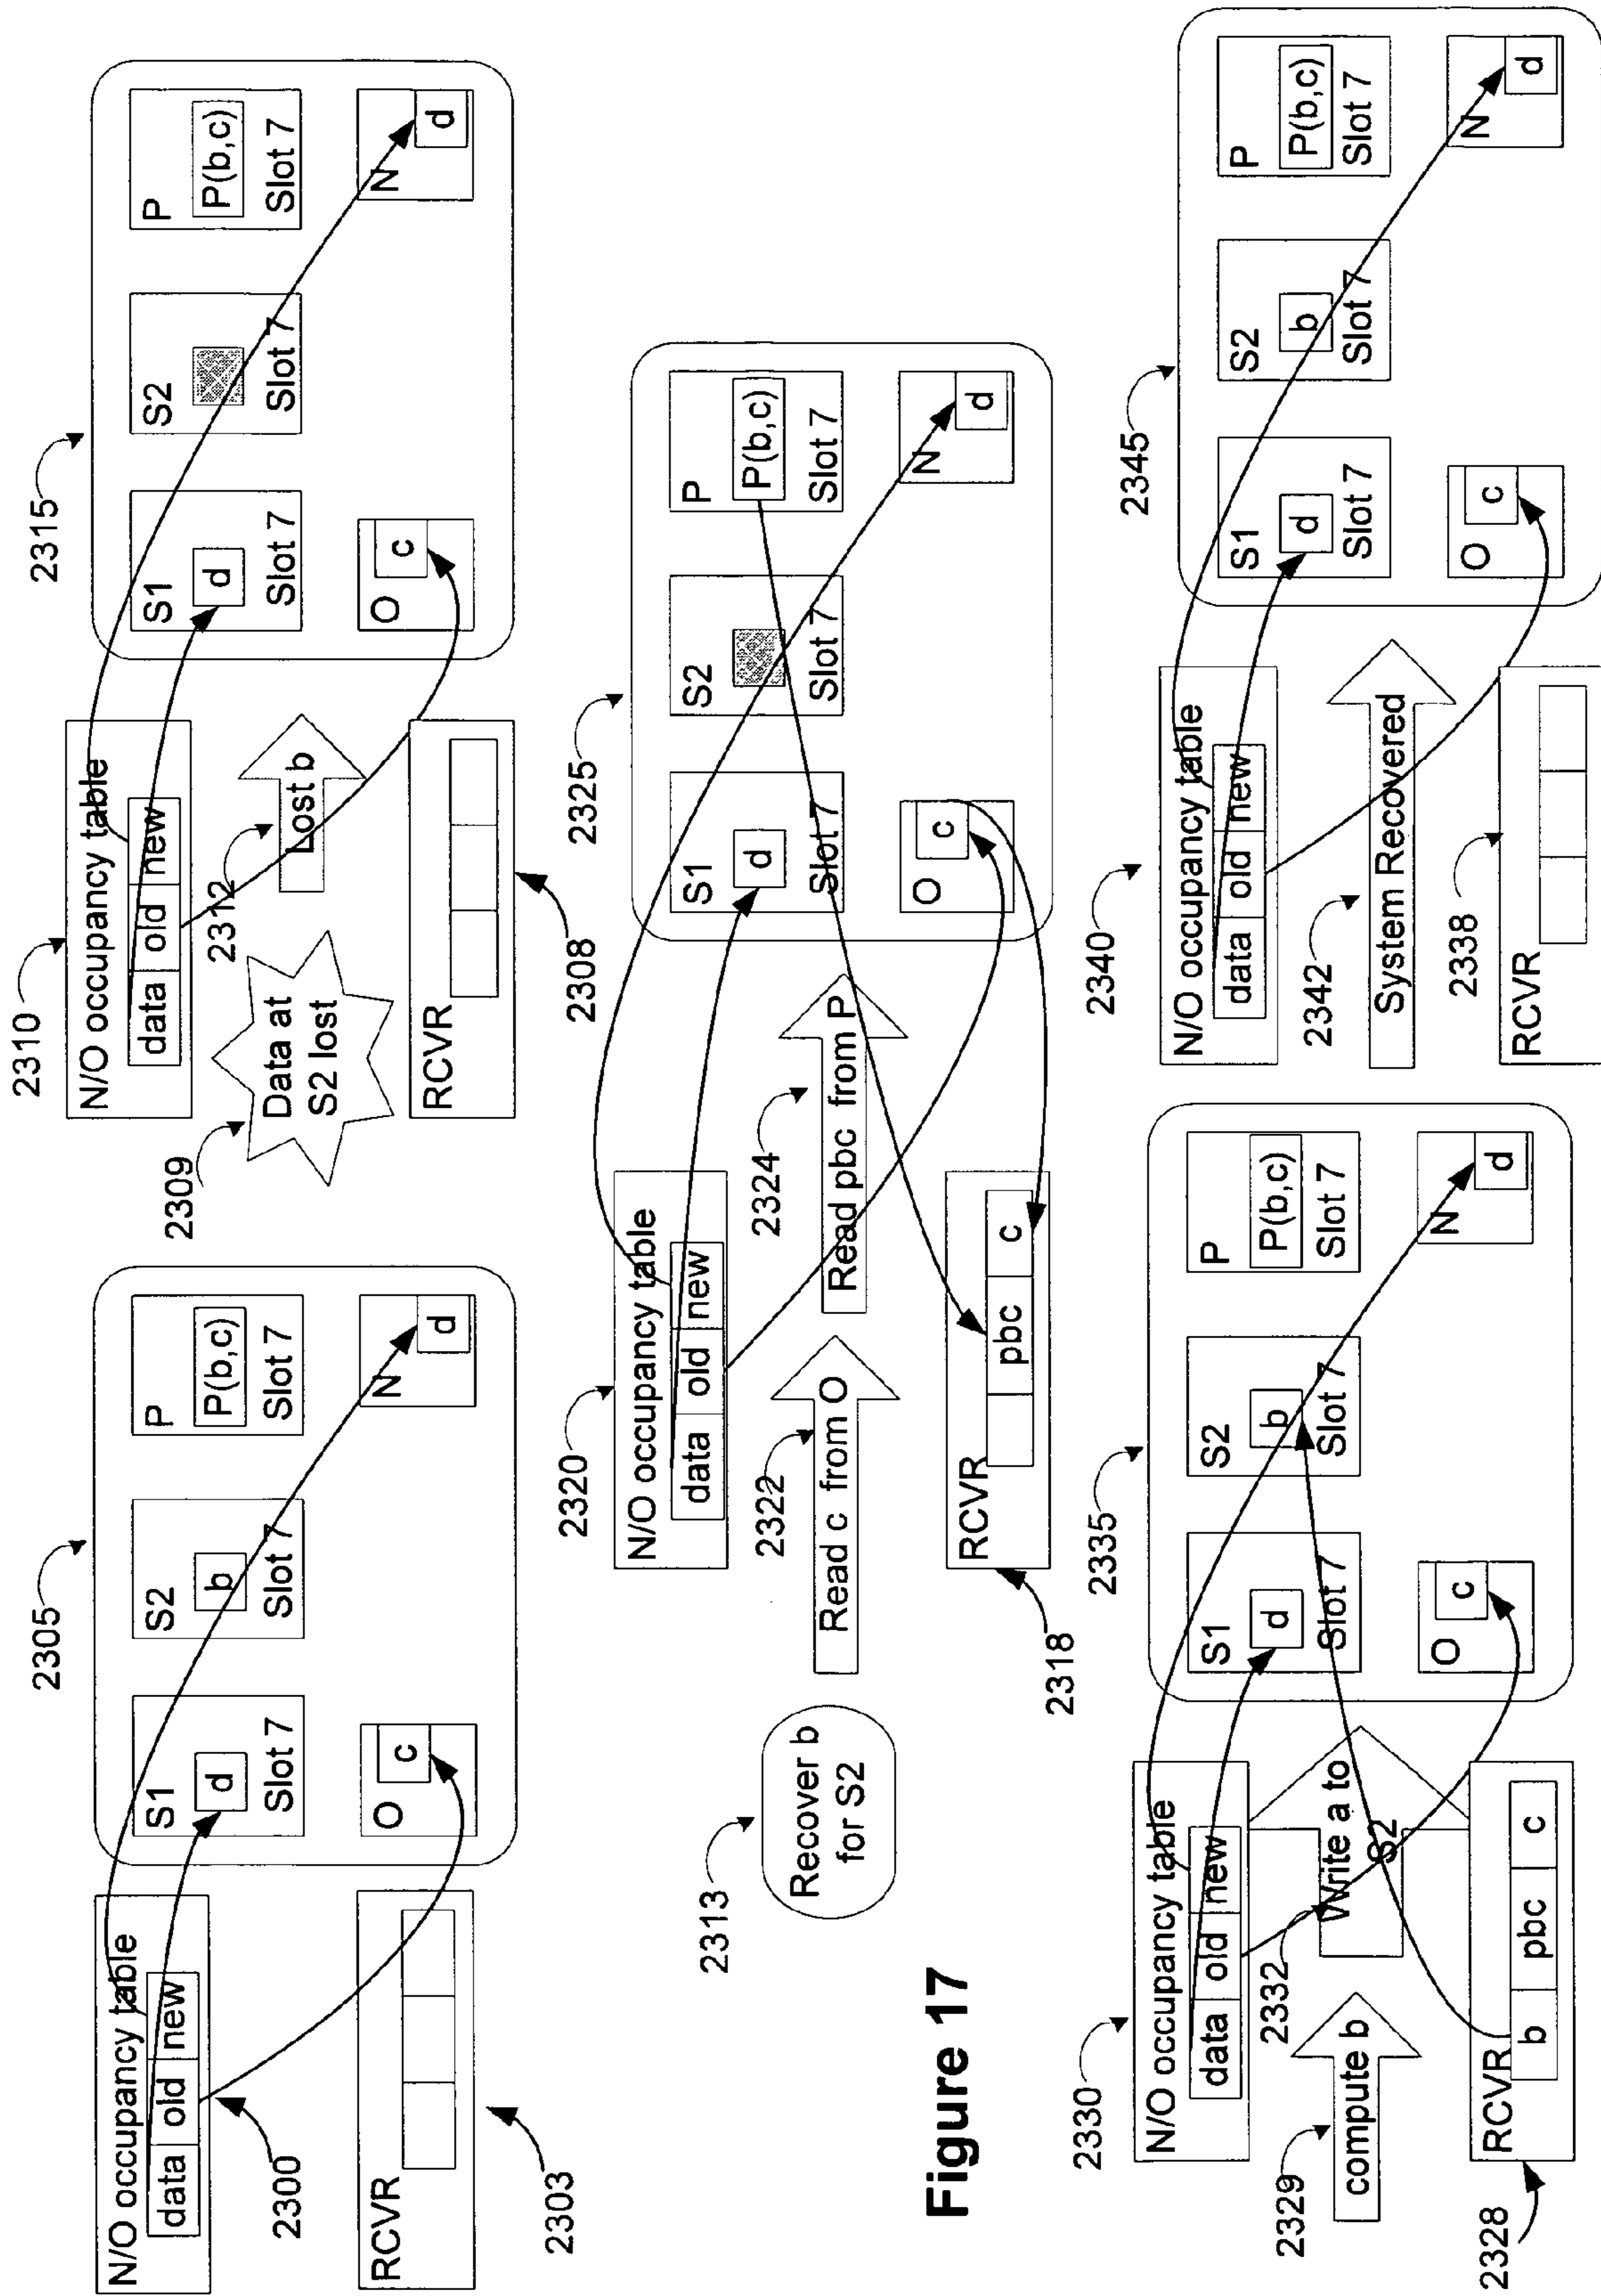 2305
N/O occupancy table
data old new
2300
RCVR
2303
S1
d
Slot 7
S2
b
Slot 7
P
P(b,c)
Slot 7
O
c
N
d
2309
Data at
S2 lost
2310
N/O occupancy table
data old new
2312
Lost b
RCVR
2308
2315
S1
d
Slot 7
S2
Slot 7
P
P(b,c)
Slot 7
O
c
N
d
2313
Recover b
for S2
2320
N/O occupancy table
data old new
2322
Read c from O
2324
Read pbc from P
RCVR
pbc c
2318
2325
S1
d
Slot 7
S2
Slot 7
P
P(b,c)
Slot 7
O
c
N
d
Figure 17
2330
N/O occupancy table
data old new
2329
compute b
2332
Write a to
S2
RCVR
b pbc c
2328
2335
S1
d
Slot 7
S2
b
Slot 7
P
P(b,c)
Slot 7
O
c
N
d
2340
N/O occupancy table
data old new
2342
System Recovered
2338
RCVR
2345
S1
d
Slot 7
S2
b
Slot 7
P
P(b,c)
Slot 7
O
c
N
d